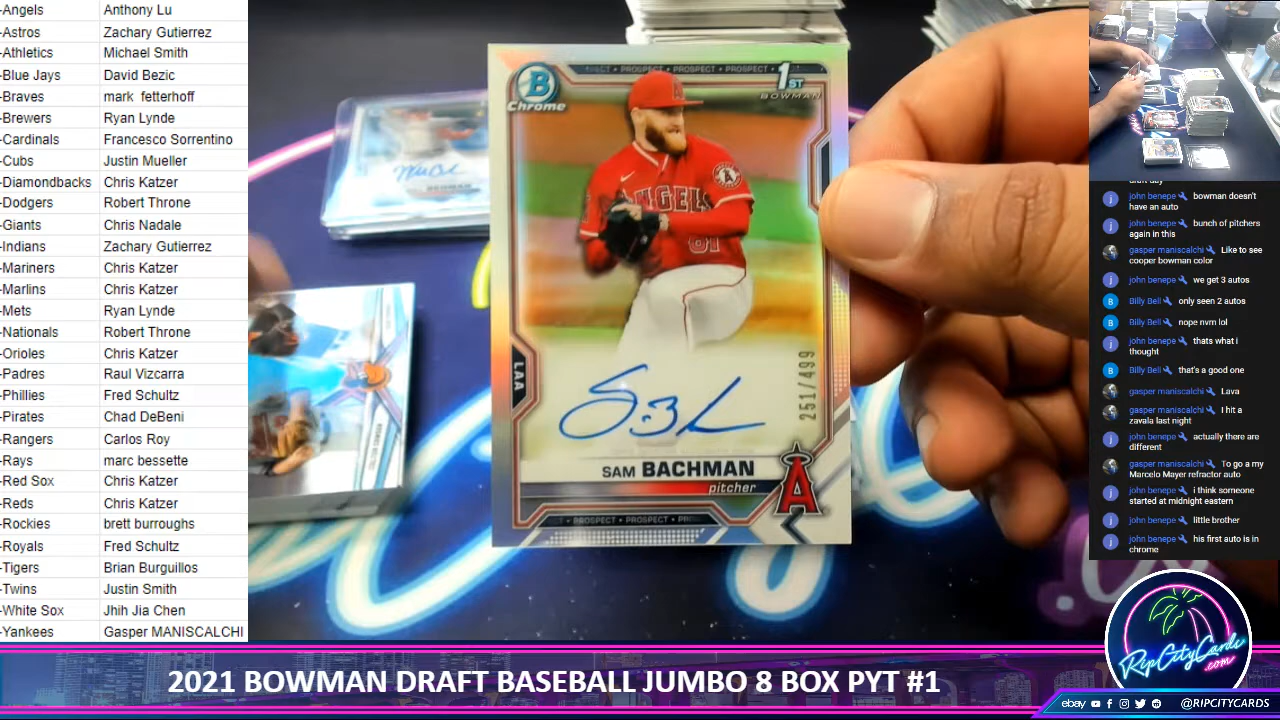 -Angels Anthony Lu
-Astros Zachary Gutierrez
-Athletics Michael Smith
-Blue Jays David Bezic
-Braves mark fetterhoff
-Brewers Ryan Lynde
-Cardinals Francesco Sorrentino
-Cubs Justin Mueller
-Diamondbacks Chris Katzer
-Dodgers Robert Throne
-Giants Chris Nadale
-Indians Zachary Gutierrez
-Mariners Chris Katzer
-Marlins Chris Katzer
-Mets Ryan Lynde
-Nationals Robert Throne
-Orioles Chris Katzer
-Padres Raul Vizcarra
-Phillies Fred Schultz
-Pirates Chad DeBeni
-Rangers Carlos Roy
-Rays marc bessette
-Red Sox Chris Katzer
-Reds Chris Katzer
-Rockies brett burroughs
-Royals Fred Schultz
-Tigers Brian Burguillos
-Twins Justin Smith
-White Sox Jhih Jia Chen
-Yankees Gasper MANISCALCHI
PROSPECT • PROSPECT • PROSPECT
B
Chrome
1ST
BOWMAN
ANGELS
61
LAA
251/499
SAM BACHMAN
pitcher
A
• PROSPECT • PROSPECT •
john benepe bowman doesn't
have an auto
john benepe bunch of pitchers
again in this
gasper maniscalchi Like to see
cooper bowman color
john benepe we get 3 autos
Billy Bell only seen 2 autos
Billy Bell nope nvm lol
john benepe thats what i
thought
Billy Bell that's a good one
gasper maniscalchi Lava
gasper maniscalchi I hit a
zavala last night
john benepe actually there are
different
gasper maniscalchi To go a my
Marcelo Mayer refractor auto
john benepe i think someone
started at midnight eastern
john benepe little brother
john benepe his first auto is in
chrome
RipCityCards
.com
2021 BOWMAN DRAFT BASEBALL JUMBO 8 BOX PYT #1
ebay @RIPCITYCARDS